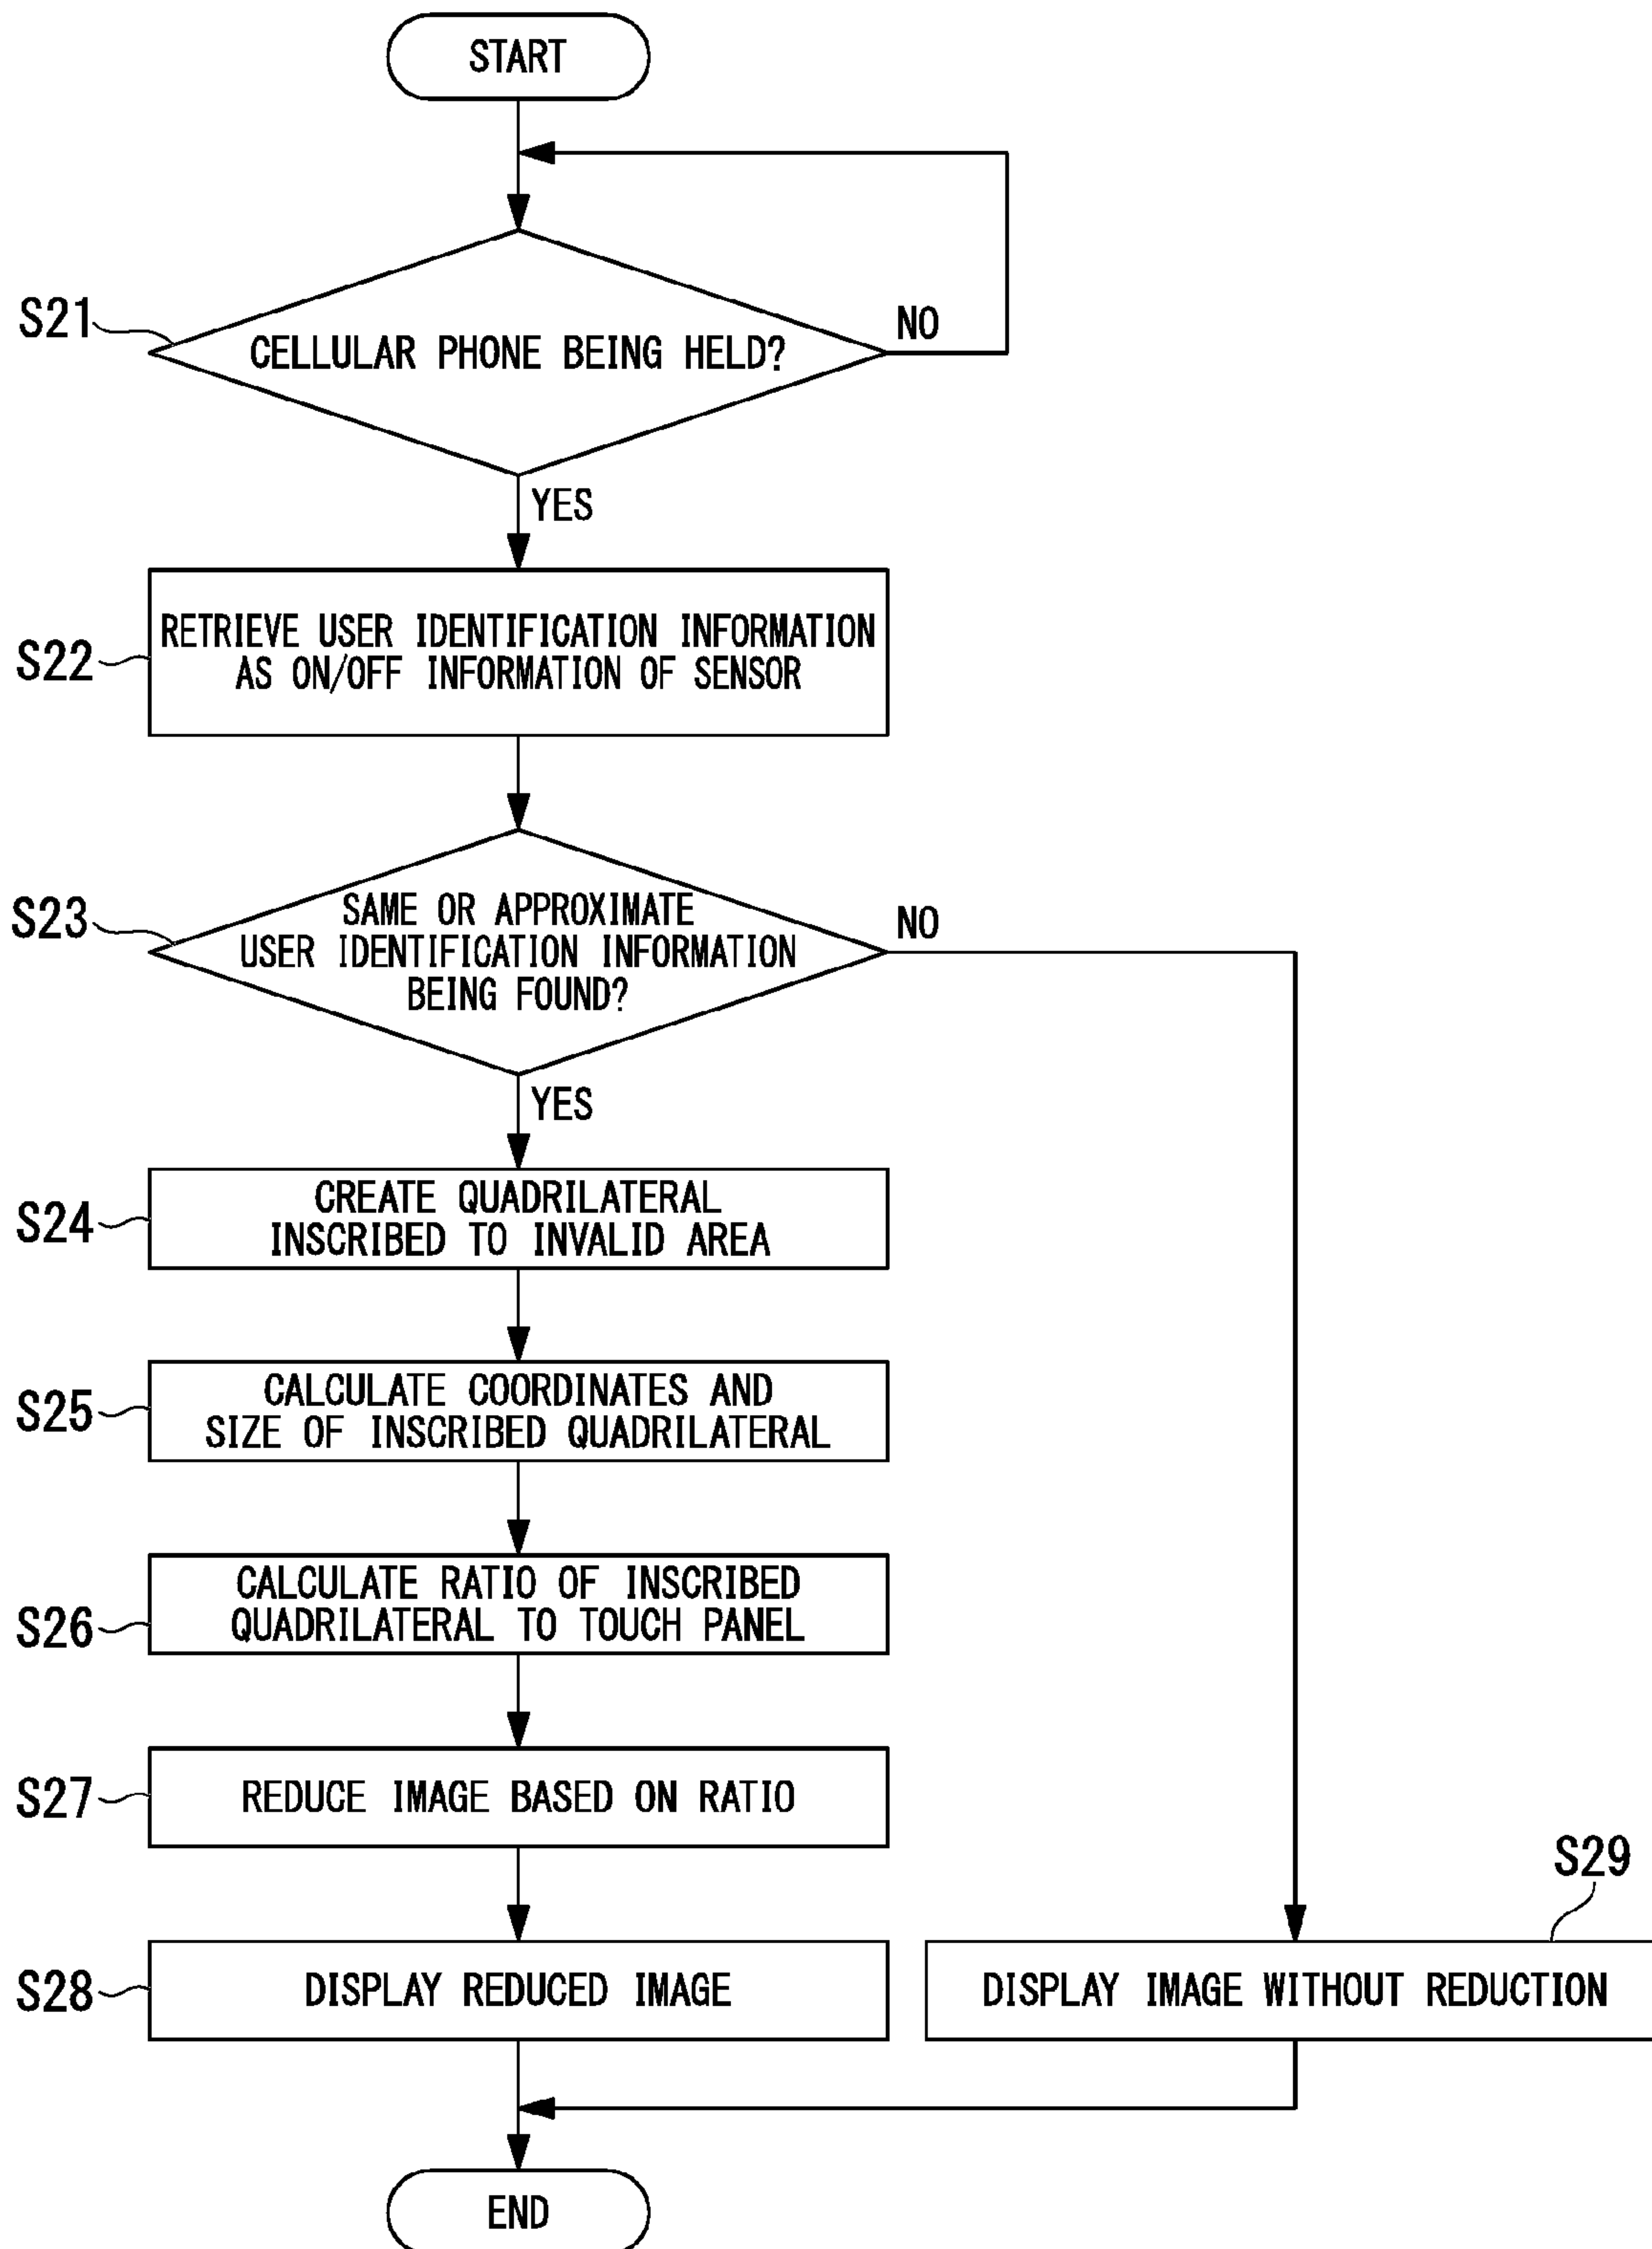 START
S21
CELLULAR PHONE BEING HELD?
NO
YES
S22
RETRIEVE USER IDENTIFICATION INFORMATION
AS ON/OFF INFORMATION OF SENSOR
S23
SAME OR APPROXIMATE
USER IDENTIFICATION INFORMATION
BEING FOUND?
NO
YES
S24
CREATE QUADRILATERAL
INSCRIBED TO INVALID AREA
S25
CALCULATE COORDINATES AND
SIZE OF INSCRIBED QUADRILATERAL
S26
CALCULATE RATIO OF INSCRIBED
QUADRILATERAL TO TOUCH PANEL
S27
REDUCE IMAGE BASED ON RATIO
S28
DISPLAY REDUCED IMAGE
S29
DISPLAY IMAGE WITHOUT REDUCTION
END